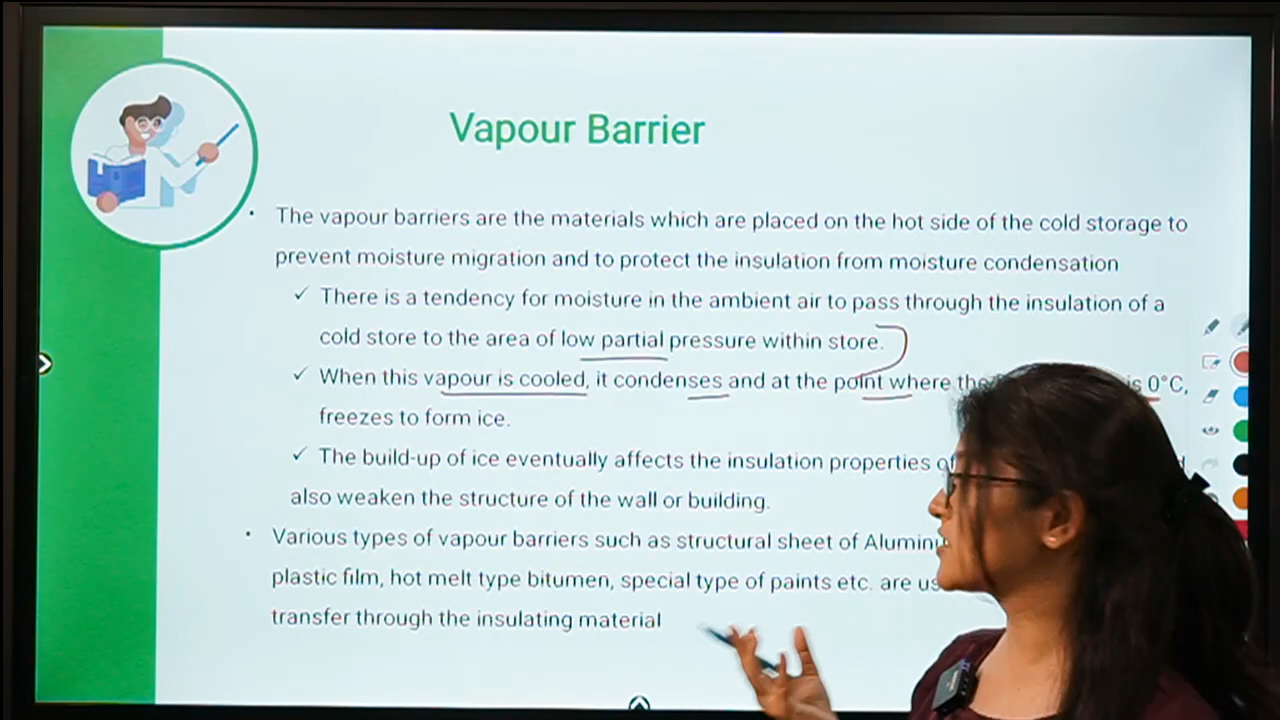 Vapour Barrier
• The vapour barriers are the materials which are placed on the hot side of the cold storage to
prevent moisture migration and to protect the insulation from moisture condensation
✓ There is a tendency for moisture in the ambient air to pass through the insulation of a
cold store to the area of low partial pressure within store.
✓ When this vapour is cooled, it condenses and at the point where the is 0°C,
freezes to form ice.
✓ The build-up of ice eventually affects the insulation properties
also weaken the structure of the wall or building.
• Various types of vapour barriers such as structural sheet of
plastic film, hot melt type bitumen, special type of paints etc. are
transfer through the insulating material